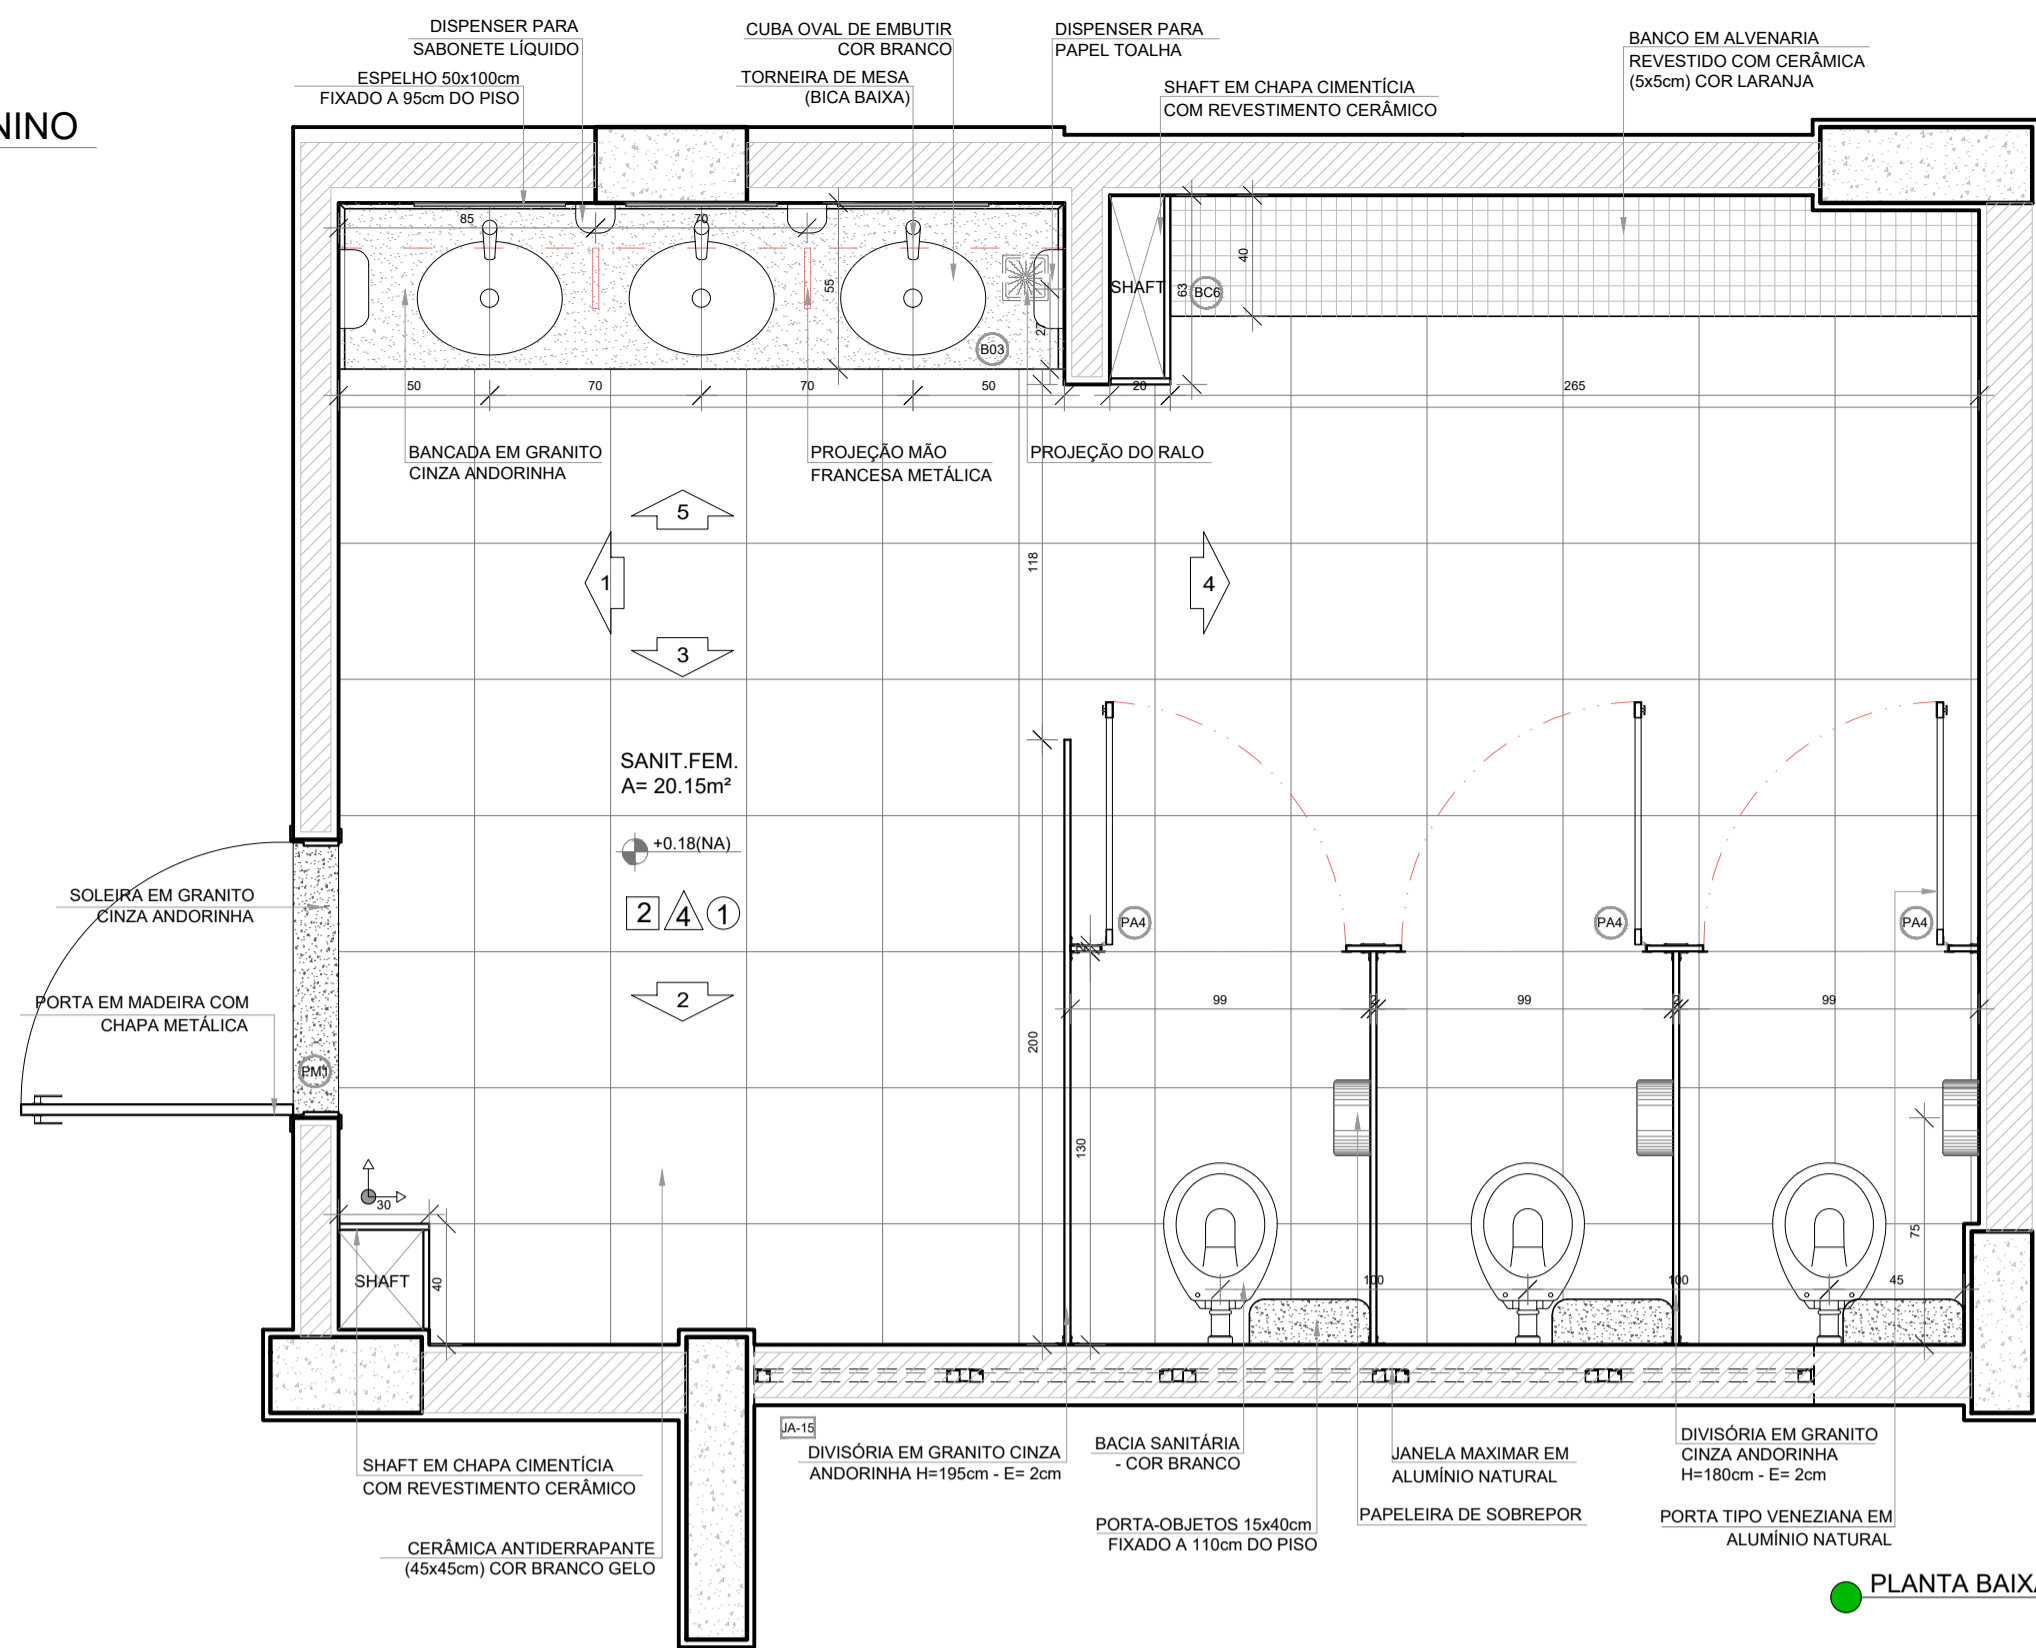 DISPENSER PARA
SABONETE LÍQUIDO
ESPELHO 50x100cm
FIXADO A 95cm DO PISO
CUBA OVAL DE EMBUTIR
COR BRANCO
TORNEIRA DE MESA
(BICA BAIXA)
DISPENSER PARA
PAPEL TOALHA
SHAFT EM CHAPA CIMENTÍCIA
COM REVESTIMENTO CERÂMICO
BANCO EM ALVENARIA
REVESTIDO COM CERÂMICA
(5x5cm) COR LARANJA
NINO
85
70
55
27
B03
SHAFT
63
BC6
40
50
70
70
50
20
265
BANCADA EM GRANITO
CINZA ANDORINHA
PROJEÇÃO MÃO
FRANCESA METÁLICA
PROJEÇÃO DO RALO
5
1
3
118
4
SANIT.FEM.
A= 20.15m²
+0.18(NA)
2
4
1
2
SOLEIRA EM GRANITO
CINZA ANDORINHA
PORTA EM MADEIRA COM
CHAPA METÁLICA
PM1
PA4
PA4
PA4
99
2
99
2
99
200
130
30
SHAFT
40
100
100
45
75
JA-15
SHAFT EM CHAPA CIMENTÍCIA
COM REVESTIMENTO CERÂMICO
CERÂMICA ANTIDERRAPANTE
(45x45cm) COR BRANCO GELO
DIVISÓRIA EM GRANITO CINZA
ANDORINHA H=195cm - E= 2cm
BACIA SANITÁRIA
- COR BRANCO
PORTA-OBJETOS 15x40cm
FIXADO A 110cm DO PISO
JANELA MAXIMAR EM
ALUMÍNIO NATURAL
PAPELEIRA DE SOBREPOR
DIVISÓRIA EM GRANITO
CINZA ANDORINHA
H=180cm - E= 2cm
PORTA TIPO VENEZIANA EM
ALUMÍNIO NATURAL
PLANTA BAIXA